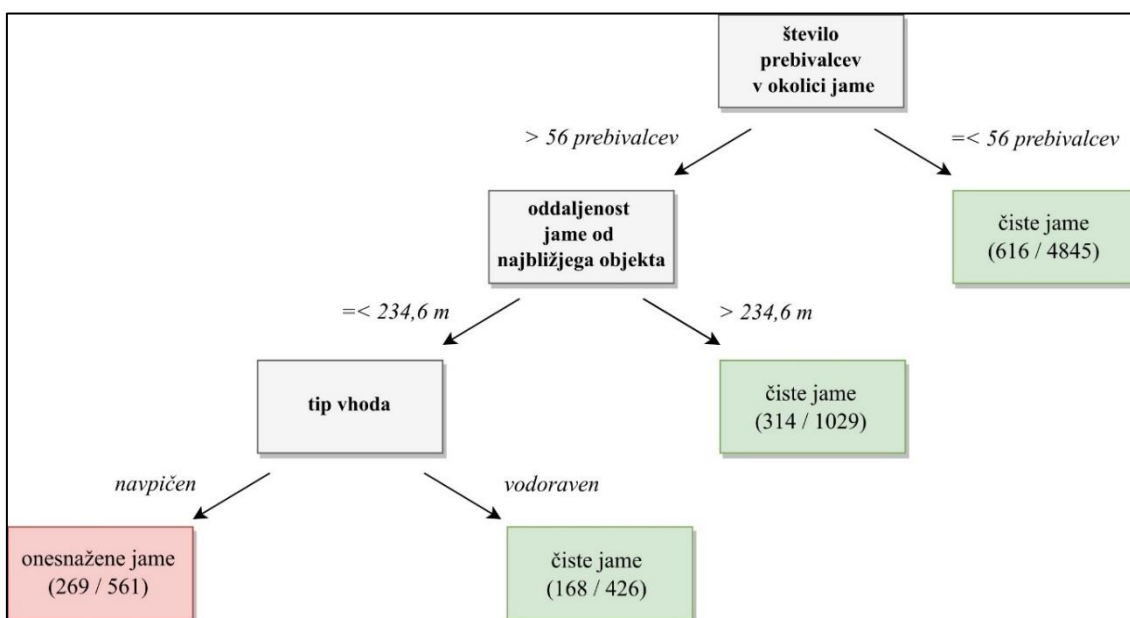 število
prebivalcev
v okolici jame
> 56 prebivalcev
=< 56 prebivalcev
oddaljenost
jame od
najbližjega objekta
čiste jame
(616 / 4845)
=< 234,6 m
> 234,6 m
tip vhoda
čiste jame
(314 / 1029)
navpičen
vodoraven
onesnažene jame
(269 / 561)
čiste jame
(168 / 426)